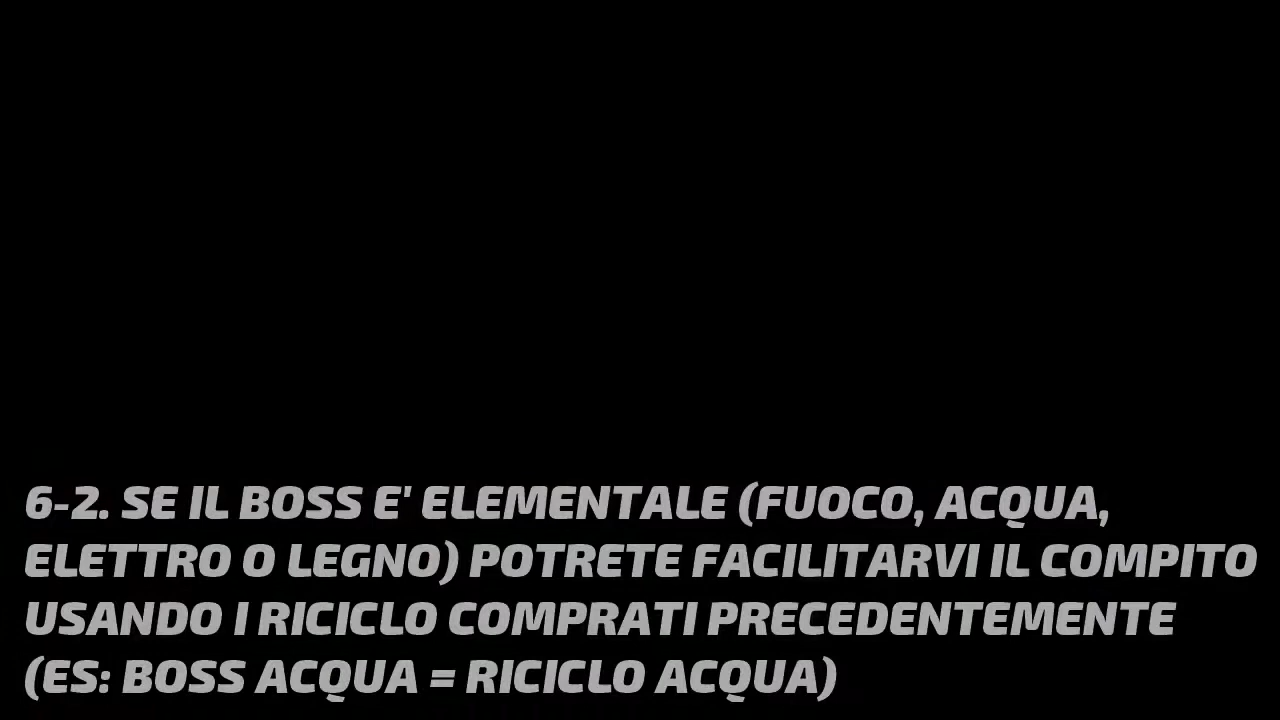 6-2. SE IL BOSS E' ELEMENTALE (FUOCO, ACQUA,
ELETTRO O LEGNO) POTRETE FACILITARVI IL COMPITO
USANDO I RICICLO COMPRATI PRECEDENTEMENTE
(ES: BOSS ACQUA = RICICLO ACQUA)